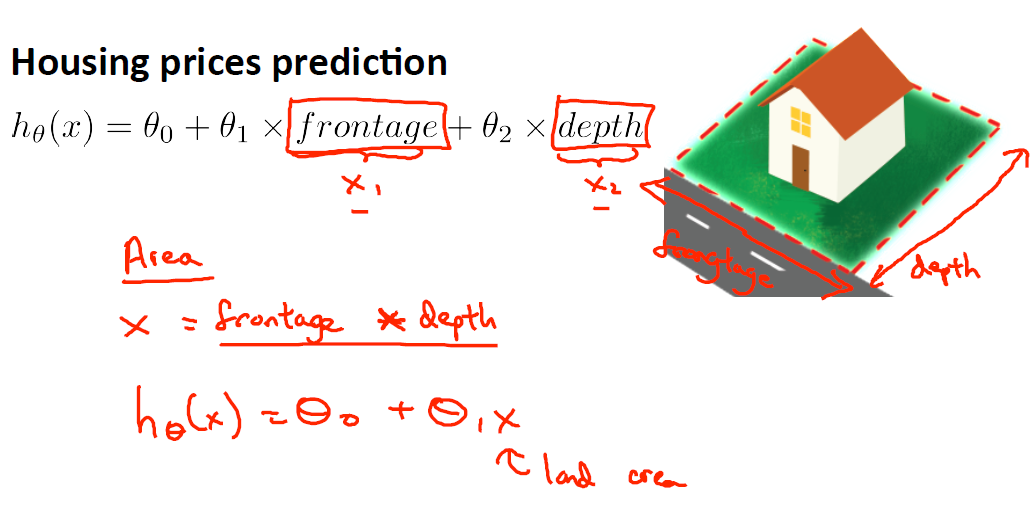 Housing prices prediction
hθ(x) = θ0 + θ1 × frontage + θ2 × depth
x1
x2
frongtage
depth
Area
x = frontage * depth
hθ(x) = θ0 + θ1x
land area